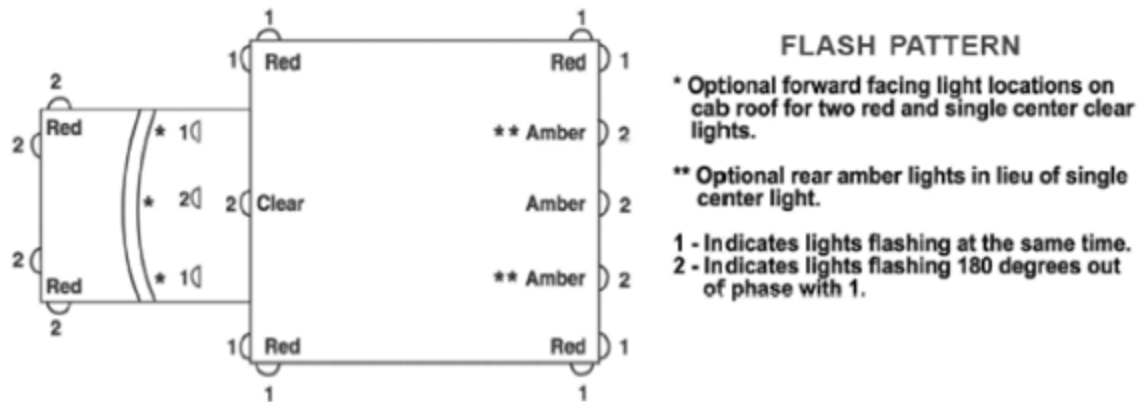 1 1
1 Red Red 1
2
Red * 1 ** Amber 2
2
* 2 2 Clear Amber 2
2
* 1 ** Amber 2
Red
2
1 Red Red 1
1 1
FLASH PATTERN
* Optional forward facing light locations on
cab roof for two red and single center clear
lights.
** Optional rear amber lights in lieu of single
center light.
1 - Indicates lights flashing at the same time.
2 - Indicates lights flashing 180 degrees out
of phase with 1.